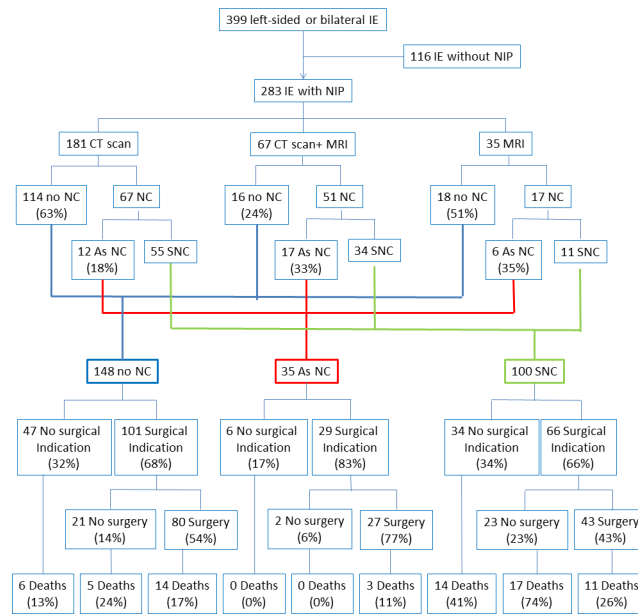 399 left-sided or bilateral IE
116 IE without NIP
283 IE with NIP
181 CT scan
67 CT scan+ MRI
35 MRI
114 no NC
(63%)
67 NC
16 no NC
(24%)
51 NC
18 no NC
(51%)
17 NC
12 As NC
(18%)
55 SNC
17 As NC
(33%)
34 SNC
6 As NC
(35%)
11 SNC
148 no NC
35 As NC
100 SNC
47 No surgical
Indication
(32%)
101 Surgical
Indication
(68%)
6 No surgical
Indication
(17%)
29 Surgical
Indication
(83%)
34 No surgical
Indication
(34%)
66 Surgical
Indication
(66%)
21 No surgery
(14%)
80 Surgery
(54%)
2 No surgery
(6%)
27 Surgery
(77%)
23 No surgery
(23%)
43 Surgery
(43%)
6 Deaths
(13%)
5 Deaths
(24%)
14 Deaths
(17%)
0 Deaths
(0%)
0 Deaths
(0%)
3 Deaths
(11%)
14 Deaths
(41%)
17 Deaths
(74%)
11 Deaths
(26%)